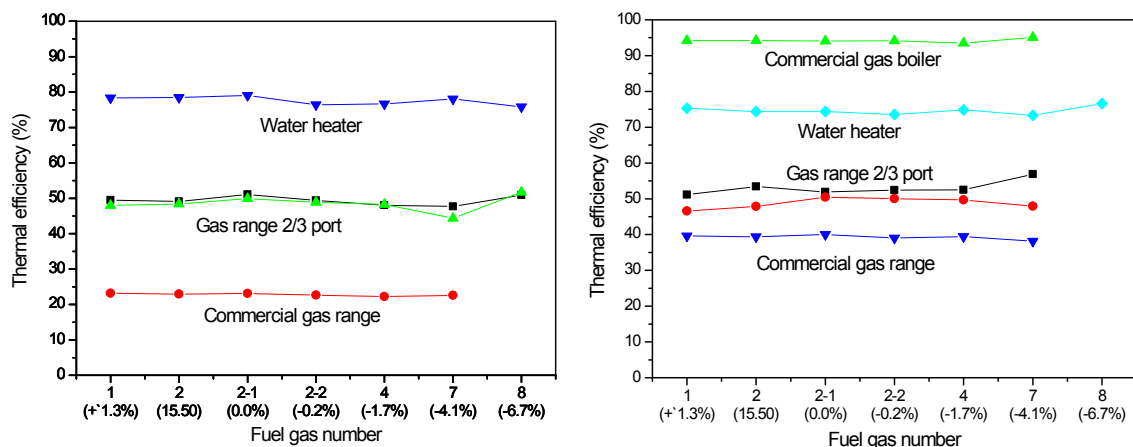 100
90
80
70
60
50
40
30
20
10
0
Thermal efficiency (%)
Water heater
Gas range 2/3 port
Commercial gas range
1 2 2-1 2-2 4 7 8
(+`1.3%) (15.50) (0.0%) (-0.2%) (-1.7%) (-4.1%) (-6.7%)
Fuel gas number
100
90
80
70
60
50
40
30
20
10
0
Thermal efficiency (%)
Commercial gas boiler
Water heater
Gas range 2/3 port
Commercial gas range
1 2 2-1 2-2 4 7 8
(+`1.3%) (15.50) (0.0%) (-0.2%) (-1.7%) (-4.1%) (-6.7%)
Fuel gas number